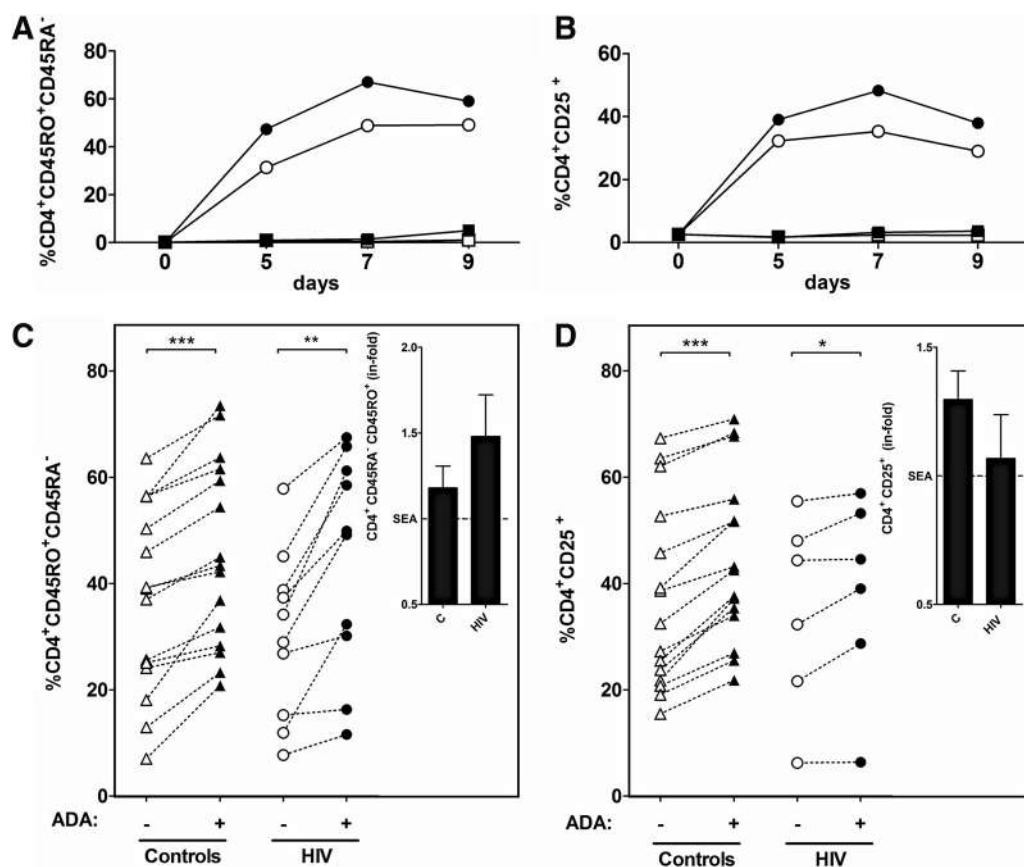 A
%CD4⁺CD45RO⁺CD45RA⁻
80
60
40
20
0
0 5 7 9
days
B
%CD4⁺CD25⁺
60
40
20
0
0 5 7 9
days
C
%CD4⁺CD45RO⁺CD45RA⁻
80
60
40
20
0
*** **
CD4⁺ CD45RA⁻ CD45RO⁺ (in-fold)
2.0
1.5
SEA
0.5
C HIV
ADA: - + - +
Controls HIV
D
%CD4⁺CD25⁺
80
60
40
20
0
*** *
CD4⁺CD25⁺ (in-fold)
1.5
SEA
0.5
C HIV
ADA: - + - +
Controls HIV